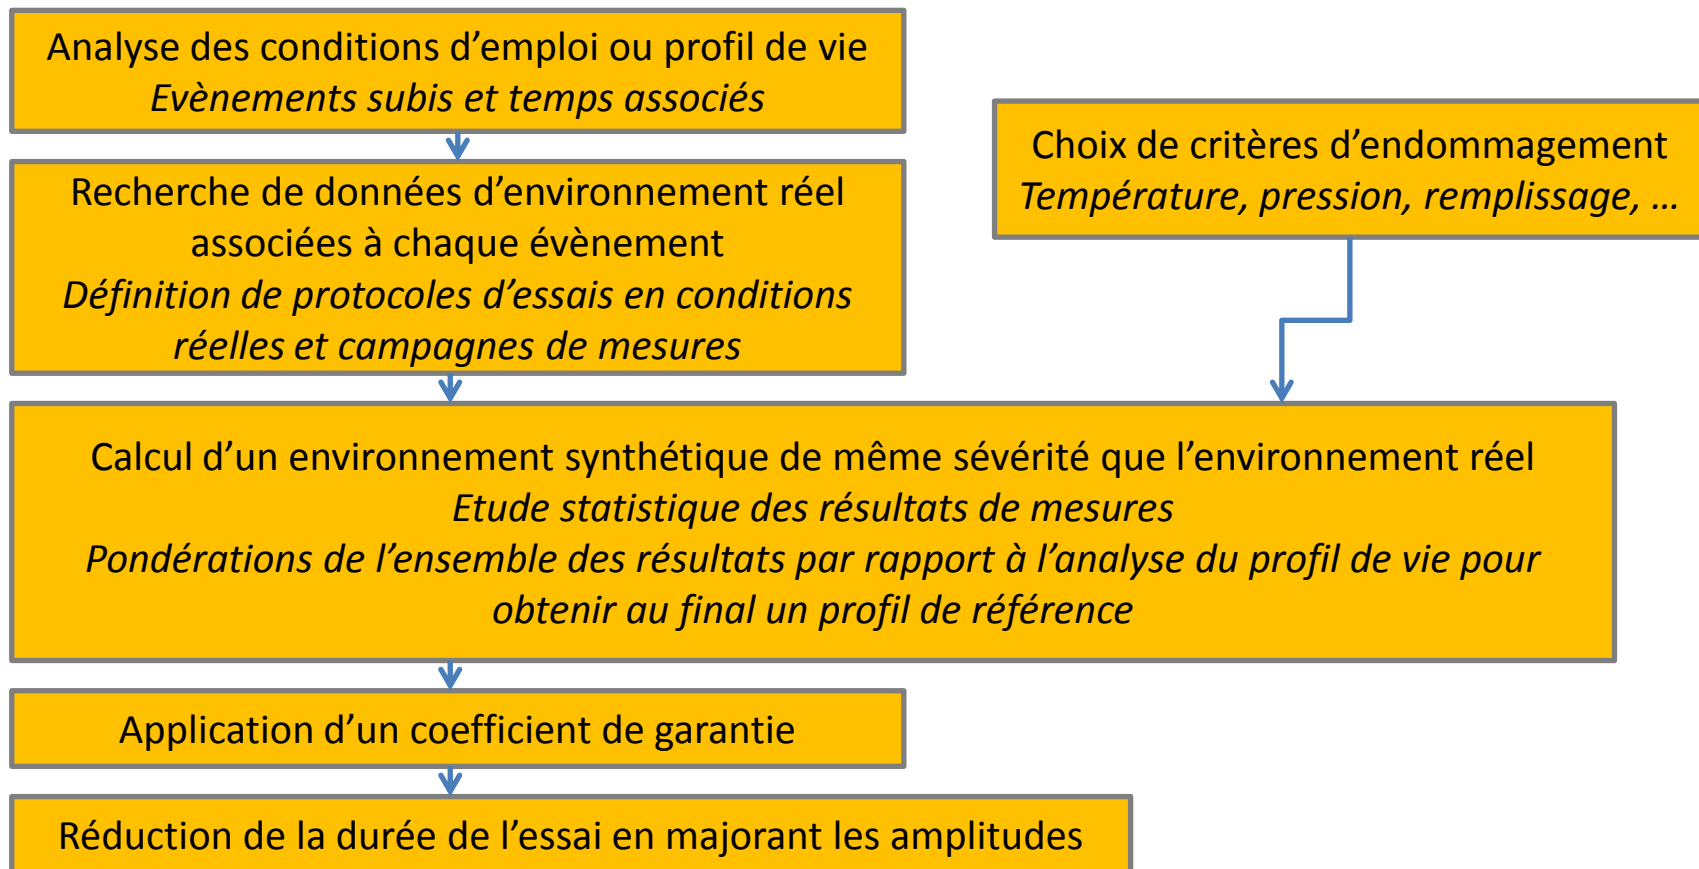 Analyse des conditions d’emploi ou profil de vie
Evènements subis et temps associés
Recherche de données d’environnement réel
associées à chaque évènement
Définition de protocoles d’essais en conditions
réelles et campagnes de mesures
Choix de critères d’endommagement
Température, pression, remplissage, …
Calcul d’un environnement synthétique de même sévérité que l’environnement réel
Etude statistique des résultats de mesures
Pondérations de l’ensemble des résultats par rapport à l’analyse du profil de vie pour
obtenir au final un profil de référence
Application d’un coefficient de garantie
Réduction de la durée de l’essai en majorant les amplitudes